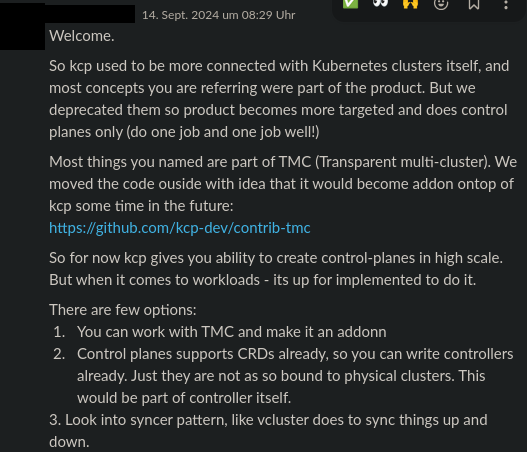 14. Sept. 2024 um 08:29 Uhr
Welcome.
So kcp used to be more connected with Kubernetes clusters itself, and
most concepts you are referring were part of the product. But we
deprecated them so product becomes more targeted and does control
planes only (do one job and one job well!)
Most things you named are part of TMC (Transparent multi-cluster). We
moved the code ouside with idea that it would become addon ontop of
kcp some time in the future:
https://github.com/kcp-dev/contrib-tmc
So for now kcp gives you ability to create control-planes in high scale.
But when it comes to workloads - its up for implemented to do it.
There are few options:
1. You can work with TMC and make it an addonn
2. Control planes supports CRDs already, so you can write controllers
already. Just they are not as so bound to physical clusters. This
would be part of controller itself.
3. Look into syncer pattern, like vcluster does to sync things up and
down.